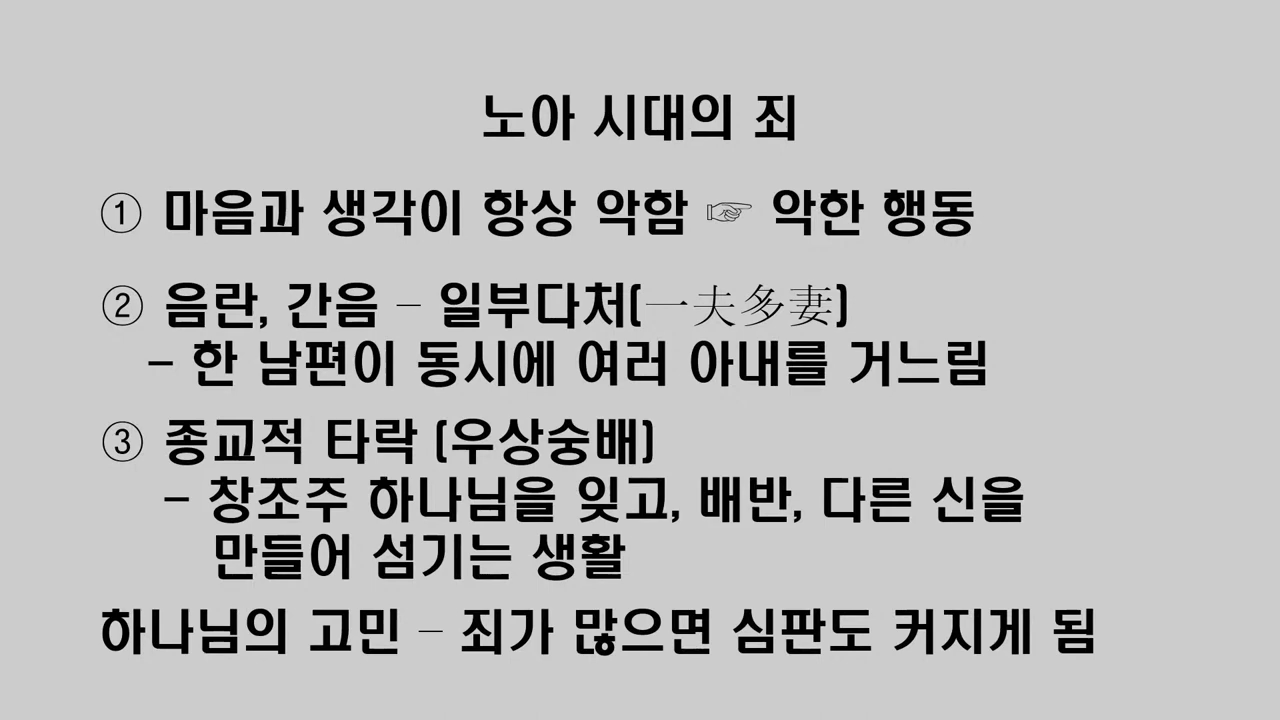 노아 시대의 죄
① 마음과 생각이 항상 악함 ☞ 악한 행동
② 음란, 간음 – 일부다처(一夫多妻)
– 한 남편이 동시에 여러 아내를 거느림
③ 종교적 타락 (우상숭배)
– 창조주 하나님을 잊고, 배반, 다른 신을
만들어 섬기는 생활
하나님의 고민 – 죄가 많으면 심판도 커지게 됨